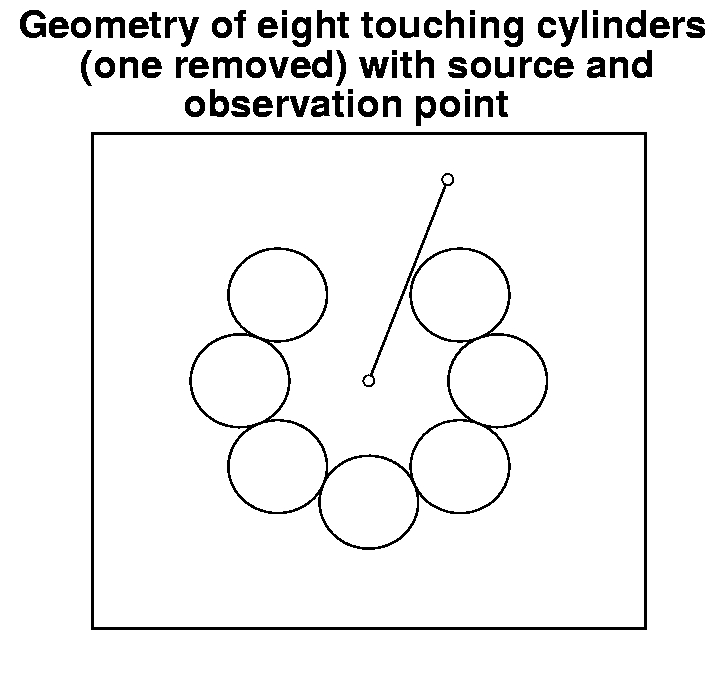 Geometry of eight touching cylinders
(one removed) with source and
observation point